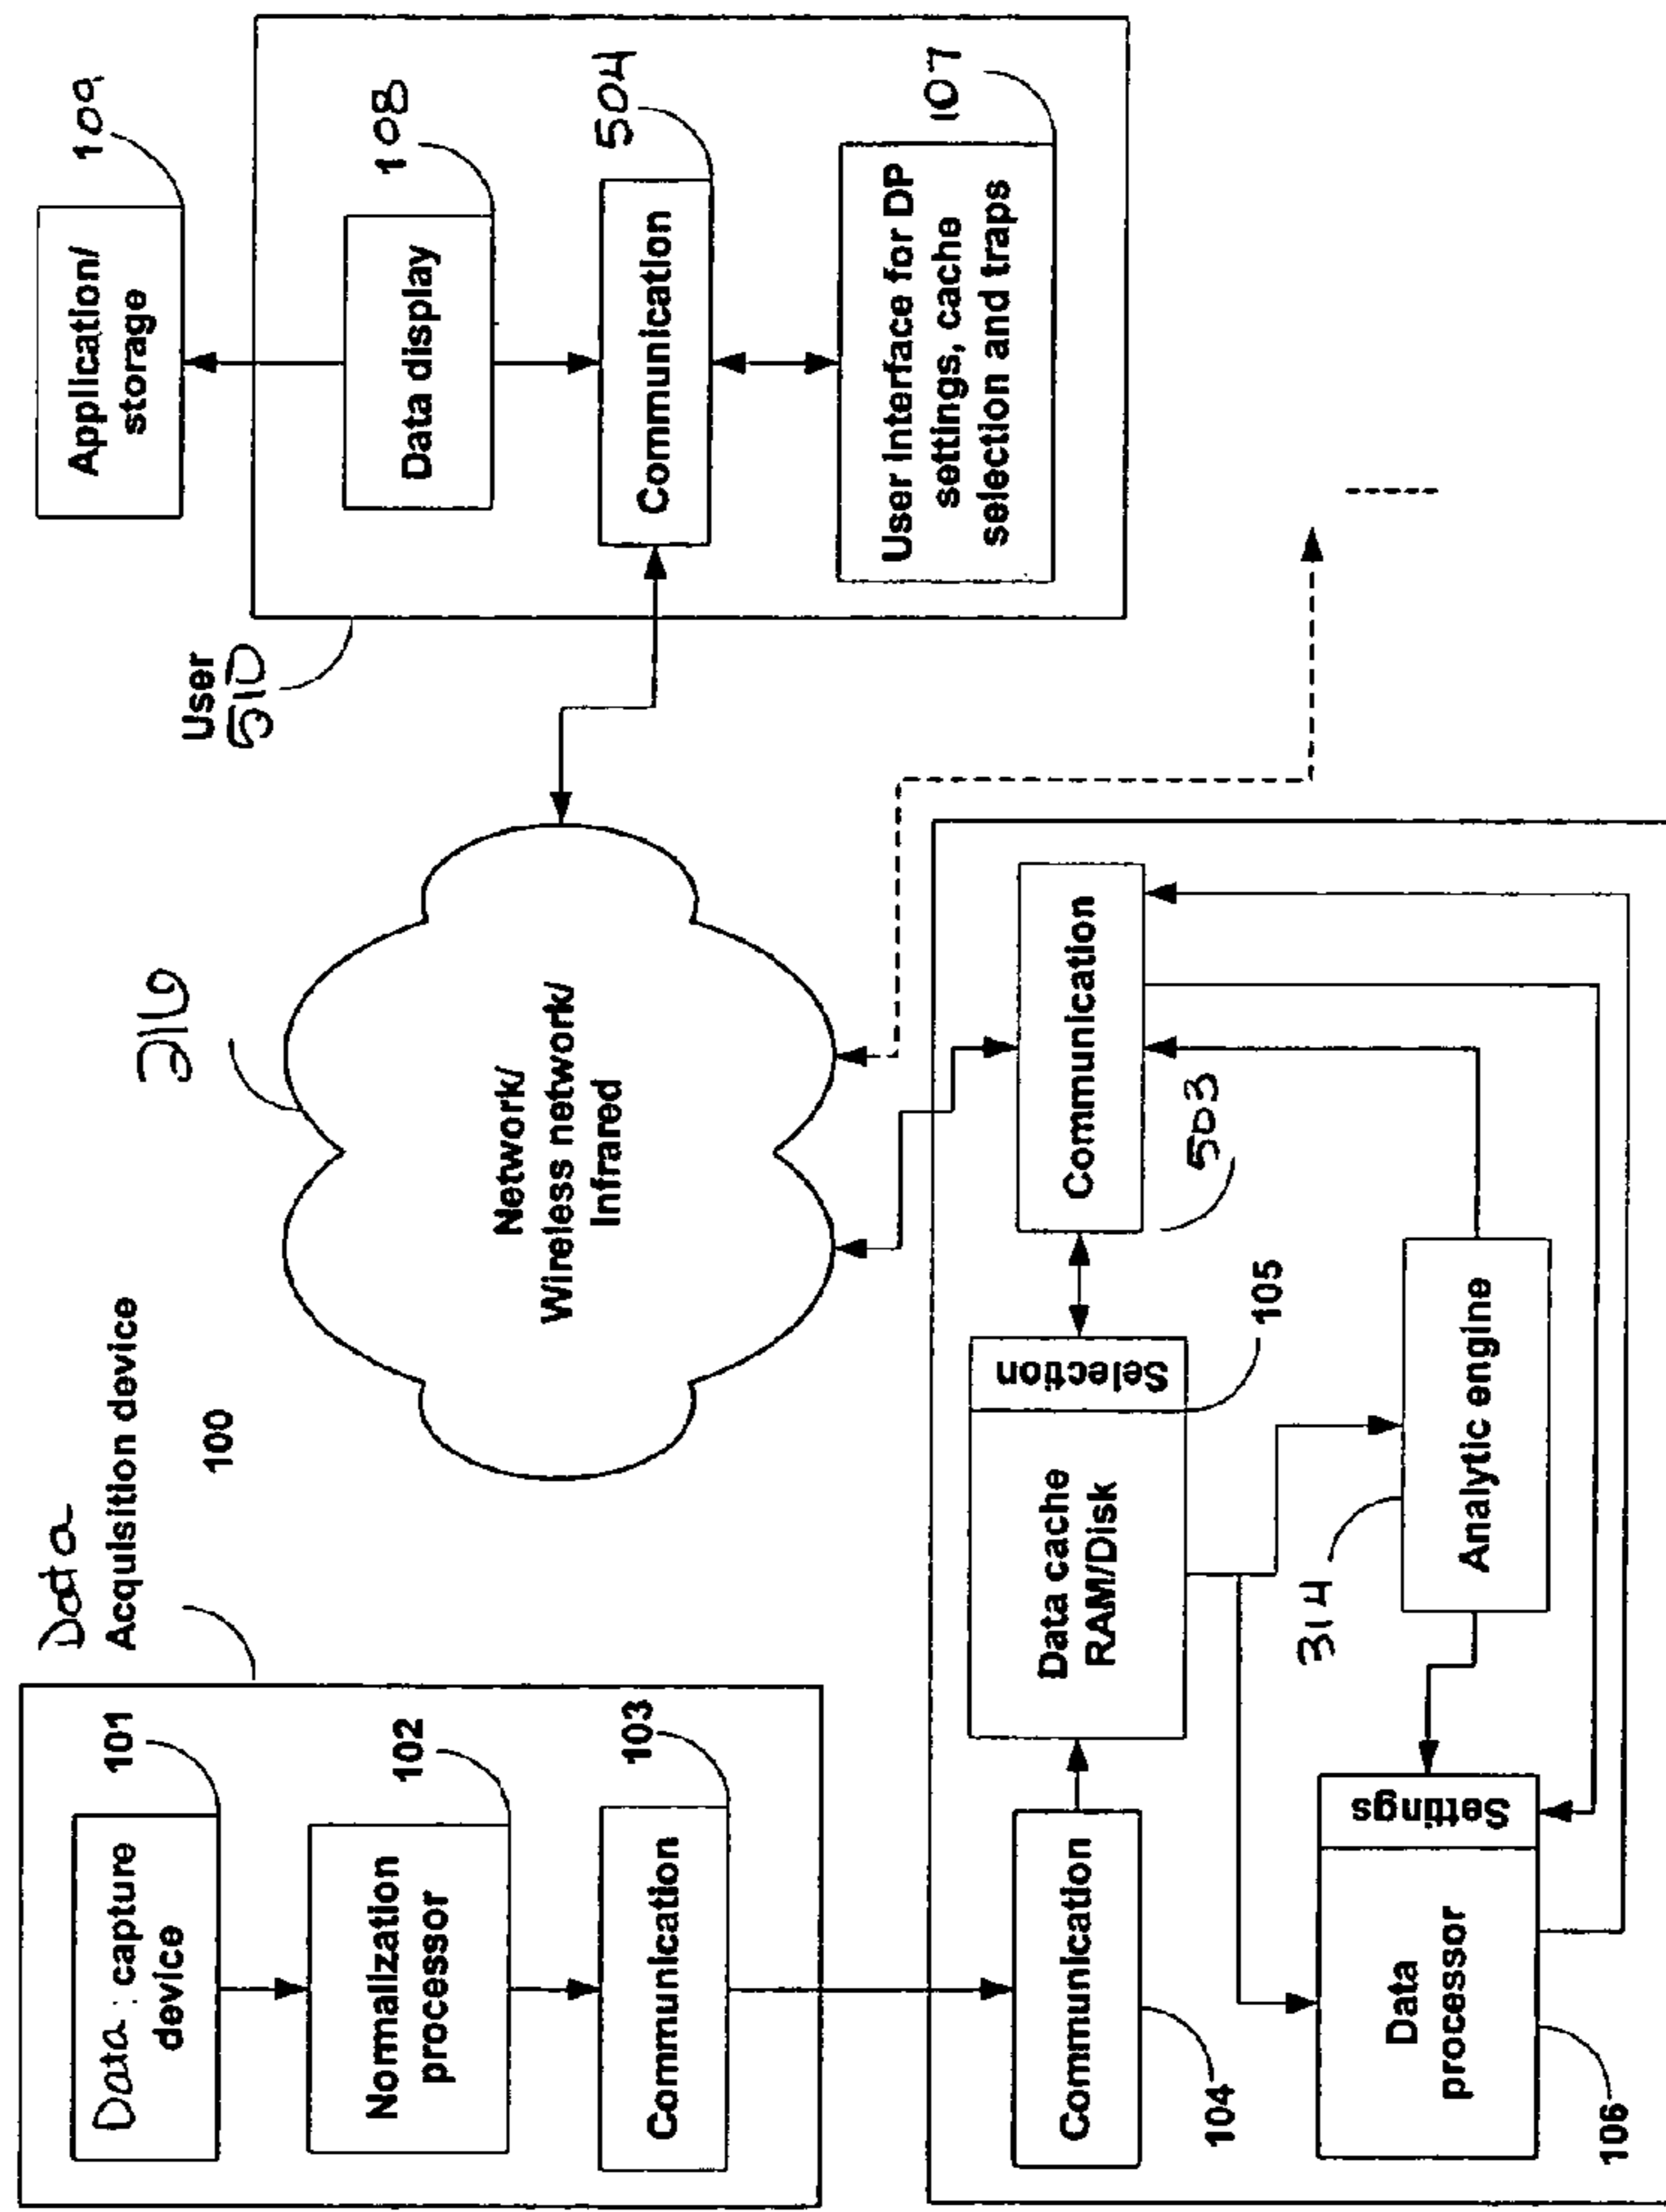 Data
Acquisition device
100
Data : capture
device
101
Normalization
processor
102
Communication
103
216
Network/
Wireless network/
Infrared
User
Application/
storage
109
Data display
108
Communication
504
User interface for DP
settings, cache
selection and traps
107
Communication
104
Data cache
RAM/Disk
Selection
105
Communication
503
Data
processor
Settings
106
314
Analytic engine